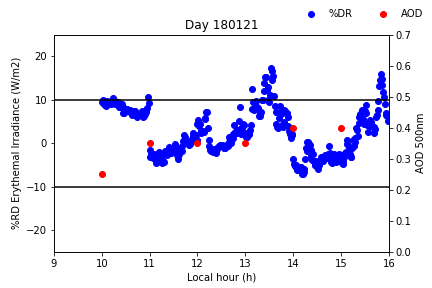 %DR AOD
Day 180121
%RD Erythemal Irradiance (W/m2)
20
10
0
−10
−20
0.7
0.6
0.5
0.4
0.3
0.2
0.1
0.0
AOD 500nm
9 10 11 12 13 14 15 16
Local hour (h)